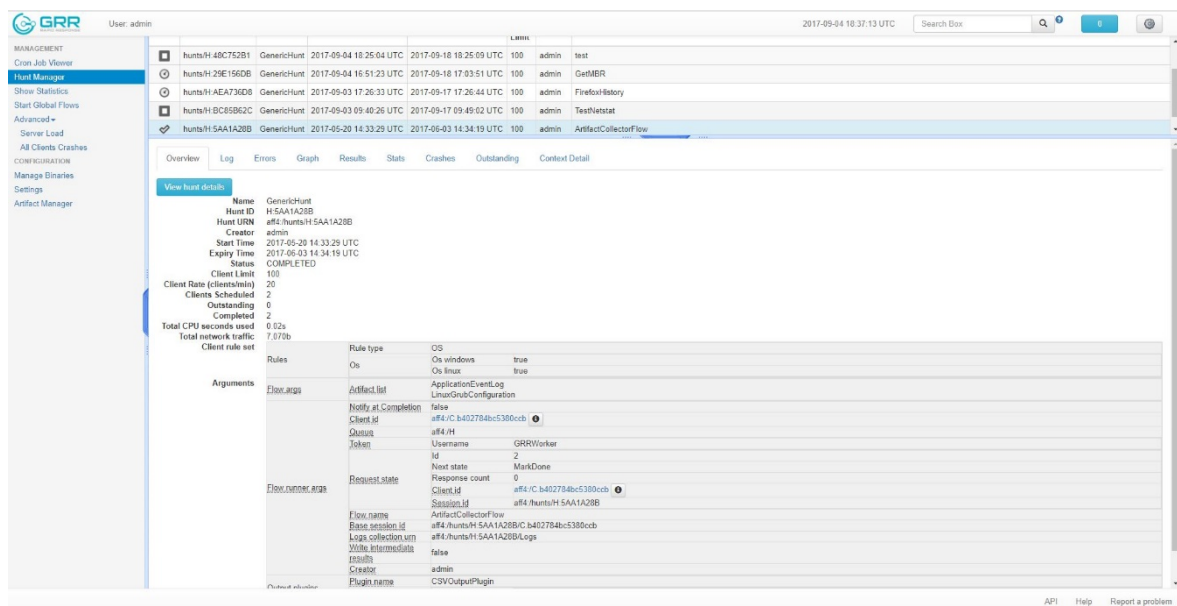 GRR
User: admin
2017-09-04 18:37:13 UTC
Search Box
6
MANAGEMENT
Cron Job Viewer
Hunt Manager
Show Statistics
Start Global Flows
Advanced
Server Load
All Clients Crashes
CONFIGURATION
Manage Binaries
Settings
Artifact Manager
Limit
hunts/H:48C752B1 GenericHunt 2017-09-04 18:25:04 UTC 2017-09-18 18:25:09 UTC 100 admin test
hunts/H:29E156DB GenericHunt 2017-09-04 16:51:23 UTC 2017-09-18 17:03:51 UTC 100 admin GetMBR
hunts/H:AEA736D8 GenericHunt 2017-09-03 17:26:33 UTC 2017-09-17 17:26:44 UTC 100 admin FirefoxHistory
hunts/H:BC85B62C GenericHunt 2017-09-03 09:40:26 UTC 2017-09-17 09:49:02 UTC 100 admin TestNetstat
hunts/H:5AA1A28B GenericHunt 2017-05-20 14:33:29 UTC 2017-06-03 14:34:19 UTC 100 admin ArtifactCollectorFlow
Overview Log Errors Graph Results Stats Crashes Outstanding Context Detail
View hunt details
Name GenericHunt
Hunt ID H:5AA1A28B
Hunt URN aff4:/hunts/H:5AA1A28B
Creator admin
Start Time 2017-05-20 14:33:29 UTC
Expiry Time 2017-06-03 14:34:19 UTC
Status COMPLETED
Client Limit 100
Client Rate (clients/min) 20
Clients Scheduled 2
Outstanding 0
Completed 2
Total CPU seconds used 0.02s
Total network traffic 7,070b
Client rule set
Rules
Rule type OS
Os
Os windows true
Os linux true
Arguments
Flow args
Artifact list
ApplicationEventLog
LinuxGrubConfiguration
Flow runner args
Notify at Completion false
Client id aff4:/C.b402784bc5380ccb
Queue aff4:/H
Token Username GRRWorker
Request state
Id 2
Next state MarkDone
Response count 0
Client id aff4:/C.b402784bc5380ccb
Session id aff4:/hunts/H:5AA1A28B
Flow name ArtifactCollectorFlow
Base session id aff4:/hunts/H:5AA1A28B/C.b402784bc5380ccb
Logs collection urn aff4:/hunts/H:5AA1A28B/Logs
Write intermediate results false
Creator admin
Output plugins
Plugin name CSVOutputPlugin
API Help Report a problem